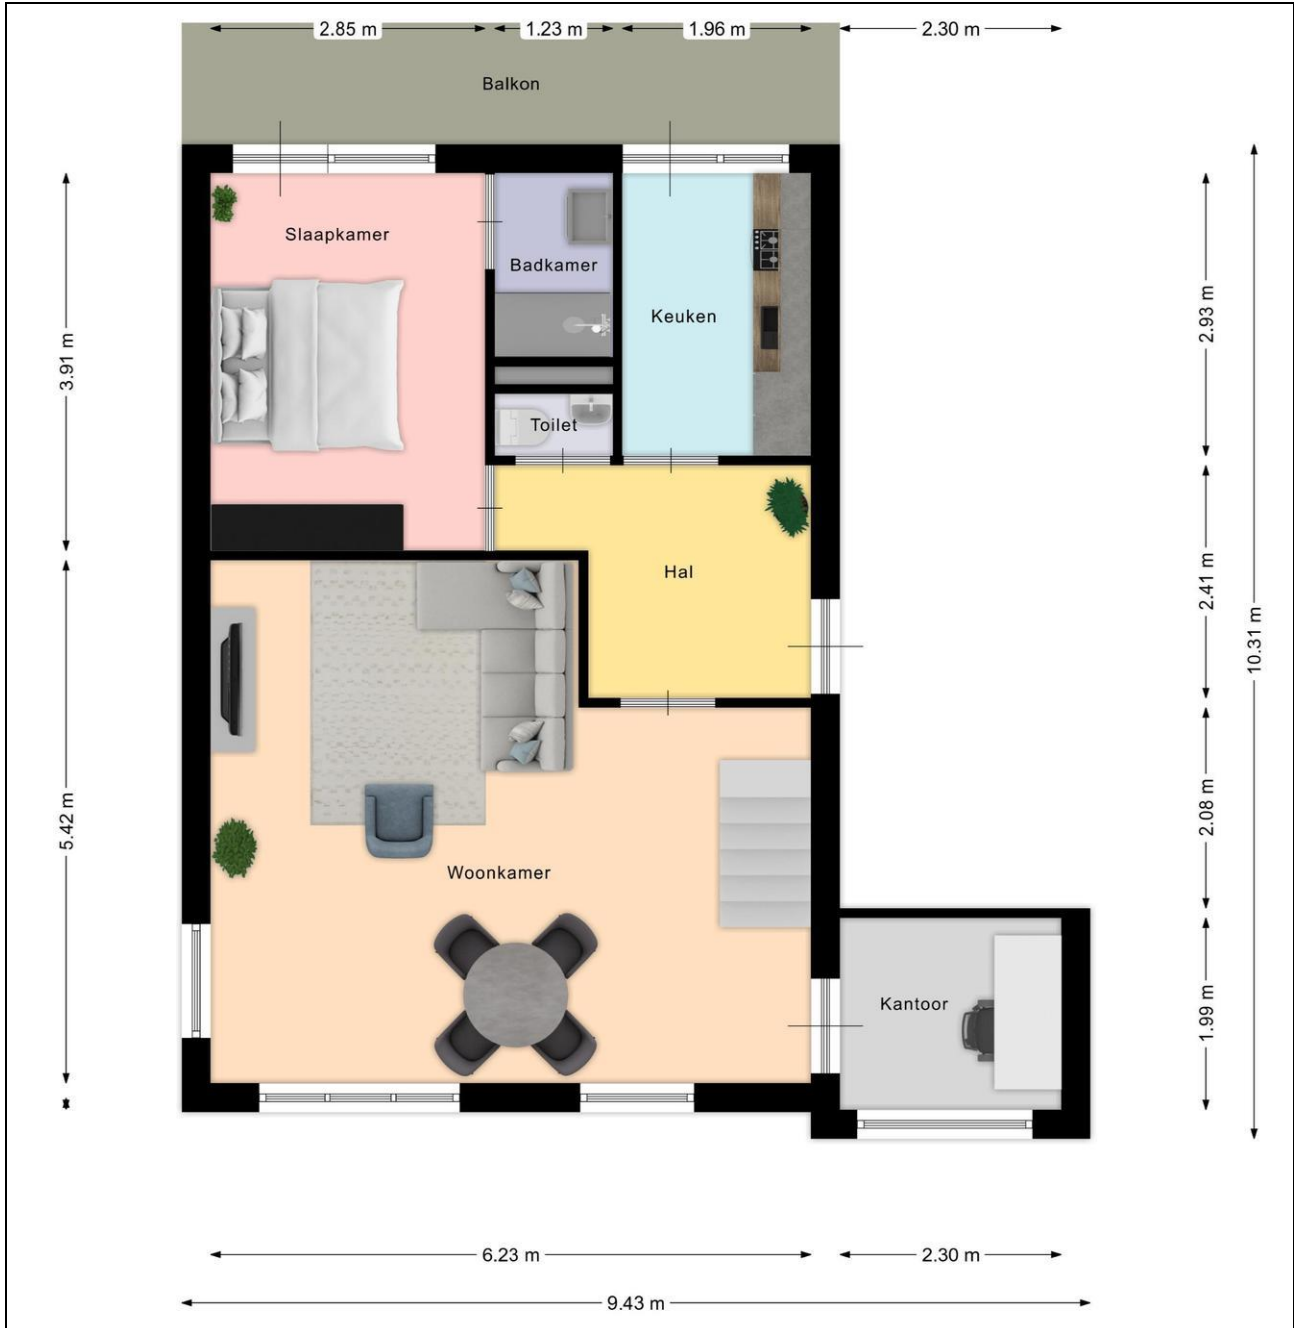 2.85 m
1.23 m
1.96 m
2.30 m
Balkon
Slaapkamer
Badkamer
Keuken
2.93 m
3.91 m
Toilet
Hal
2.41 m
10.31 m
5.42 m
2.08 m
Woonkamer
Kantoor
1.99 m
6.23 m
2.30 m
9.43 m